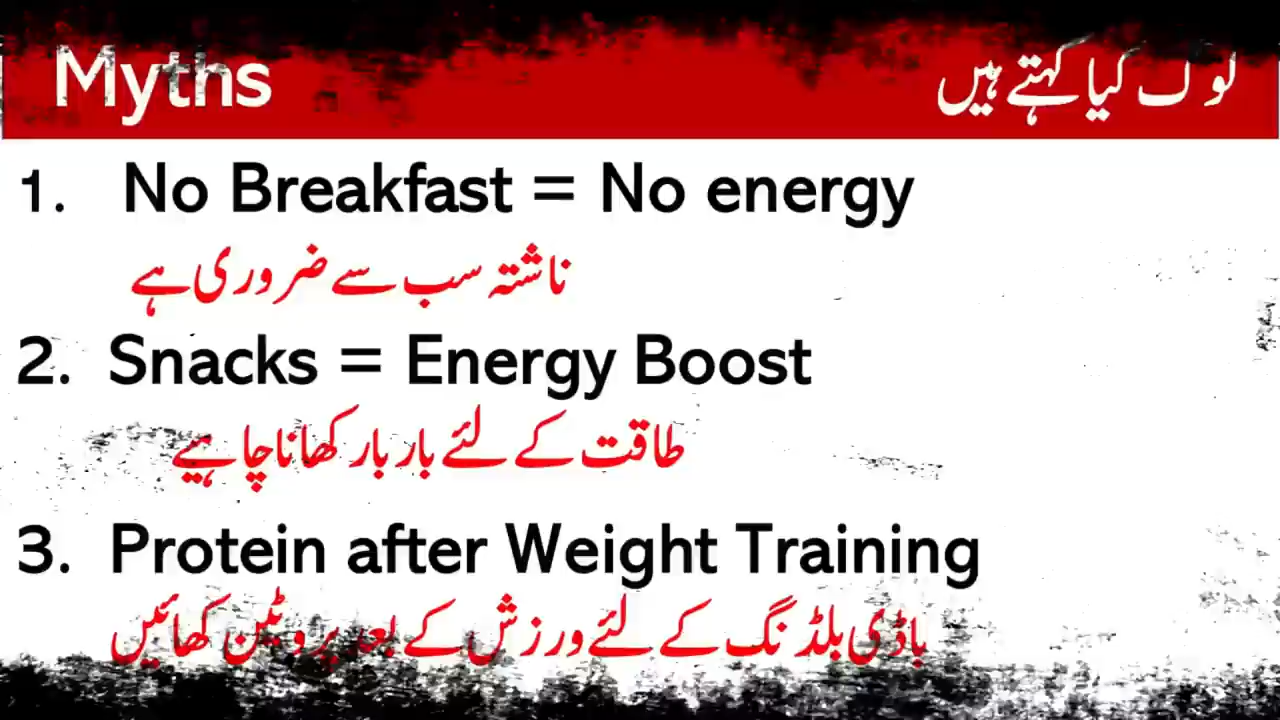 Myths
لوگ کیا کہتے ہیں
1. No Breakfast = No energy
ناشتہ سب سے ضروری ہے
2. Snacks = Energy Boost
طاقت کے لئے بار بار کھانا چاہیے
3. Protein after Weight Training
باڈی بلڈنگ کے لئے ورزش کے بعد پروٹین کھائیں